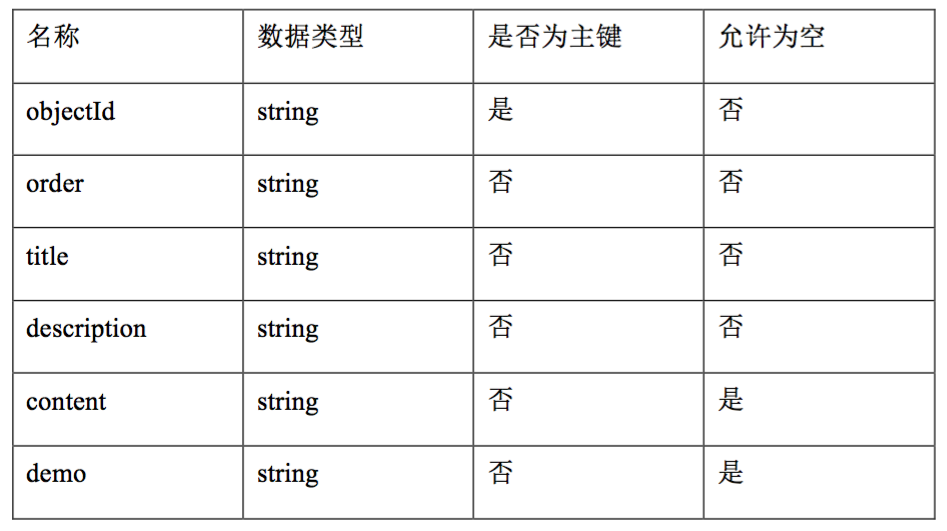 名称 数据类型 是否为主键 允许为空
objectId string 是 否
order string 否 否
title string 否 否
description string 否 否
content string 否 是
demo string 否 是